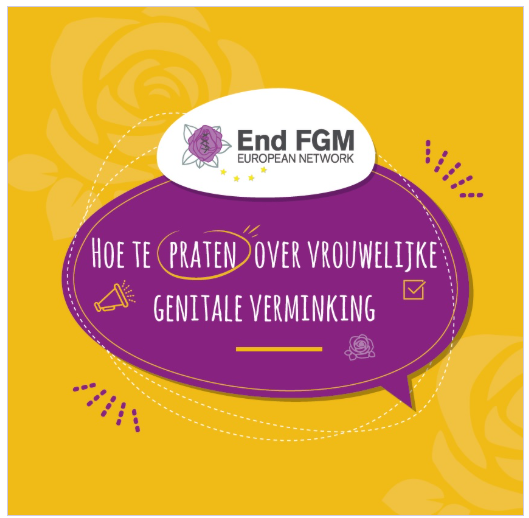 End FGM
EUROPEAN NETWORK
HOE TE PRATEN OVER VROUWELIJKE
GENITALE VERMINKING